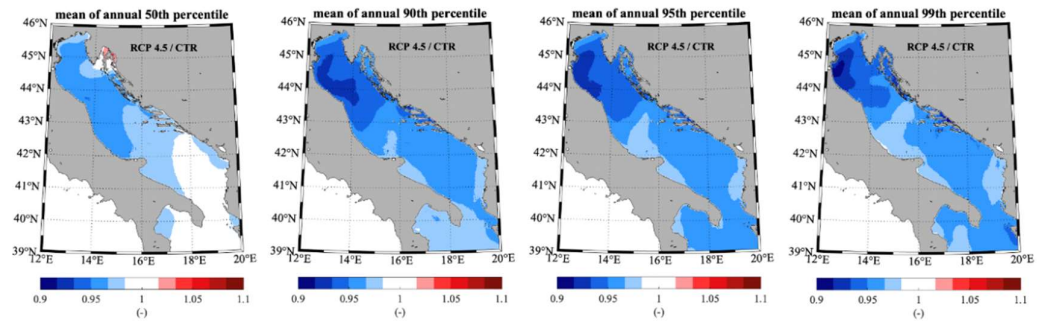 mean of annual 50th percentile
46°N
RCP 4.5 / CTR
45°N
44°N
43°N
42°N
41°N
40°N
39°N
12°E 14°E 16°E 18°E 20°E
0.9 0.95 1 1.05 1.1
(-)
mean of annual 90th percentile
46°N
RCP 4.5 / CTR
45°N
44°N
43°N
42°N
41°N
40°N
39°N
12°E 14°E 16°E 18°E 20°E
0.9 0.95 1 1.05 1.1
(-)
mean of annual 95th percentile
46°N
RCP 4.5 / CTR
45°N
44°N
43°N
42°N
41°N
40°N
39°N
12°E 14°E 16°E 18°E 20°E
0.9 0.95 1 1.05 1.1
(-)
mean of annual 99th percentile
46°N
RCP 4.5 / CTR
45°N
44°N
43°N
42°N
41°N
40°N
39°N
12°E 14°E 16°E 18°E 20°E
0.9 0.95 1 1.05 1.1
(-)